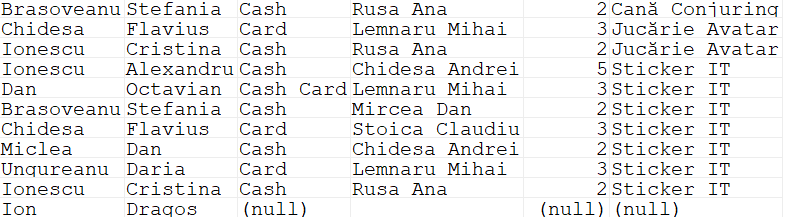 Brasoveanu Stefania Cash Rusa Ana 2 Cană Conjuring
Chidesa Flavius Card Lemnaru Mihai 3 Jucărie Avatar
Ionescu Cristina Cash Rusa Ana 2 Jucărie Avatar
Ionescu Alexandru Cash Chidesa Andrei 5 Sticker IT
Dan Octavian Cash Card Lemnaru Mihai 3 Sticker IT
Brasoveanu Stefania Cash Mircea Dan 2 Sticker IT
Chidesa Flavius Card Stoica Claudiu 3 Sticker IT
Miclea Dan Cash Chidesa Andrei 2 Sticker IT
Ungureanu Daria Card Lemnaru Mihai 3 Sticker IT
Ionescu Cristina Cash Rusa Ana 2 Sticker IT
Ion Dragos (null) (null) (null)